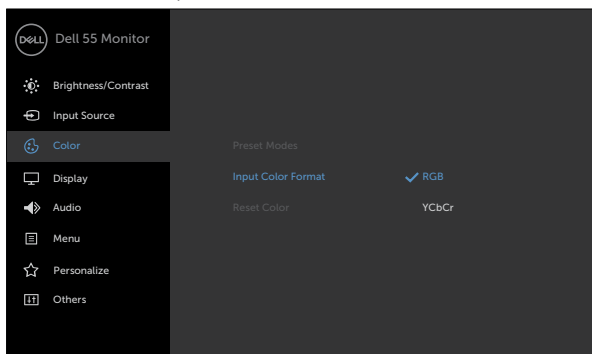 DELL
Dell 55 Monitor
Brightness/Contrast
Input Source
Color
Preset Modes
Display
Input Color Format
RGB
Audio
Reset Color
YCbCr
Menu
Personalize
Others